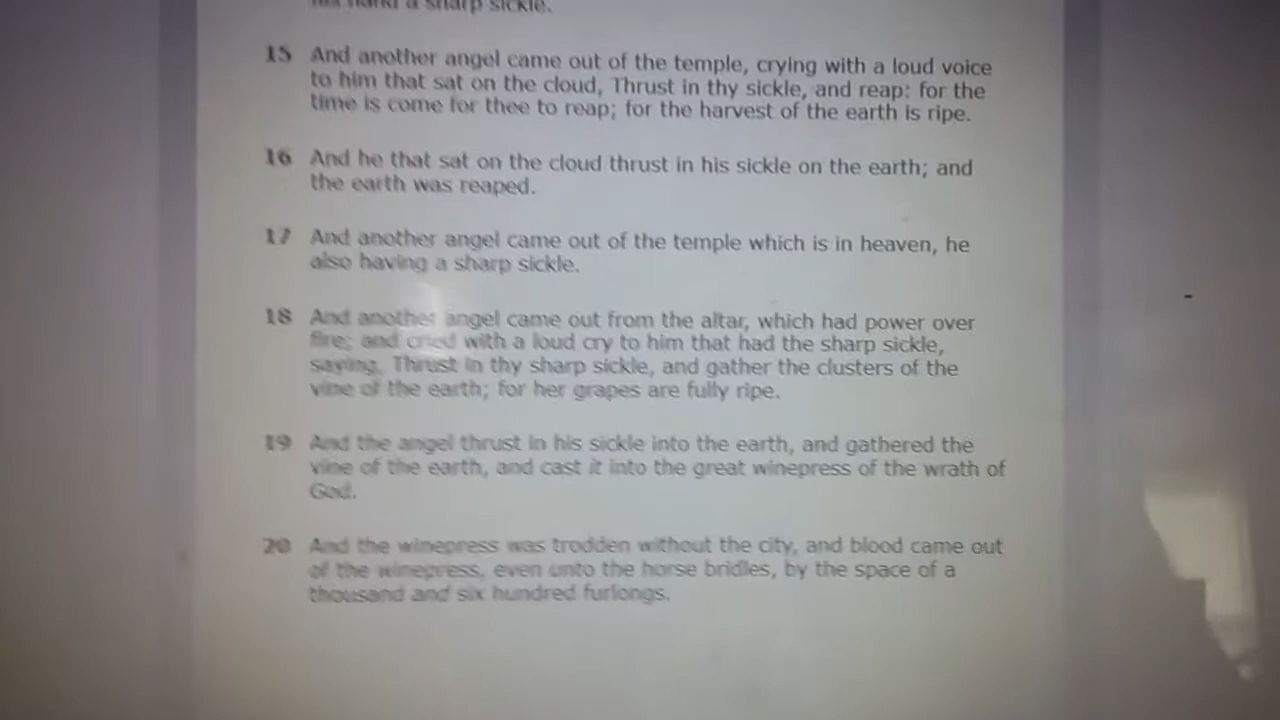 his hand a sharp sickle.
15 And another angel came out of the temple, crying with a loud voice
to him that sat on the cloud, Thrust in thy sickle, and reap: for the
time is come for thee to reap; for the harvest of the earth is ripe.
16 And he that sat on the cloud thrust in his sickle on the earth; and
the earth was reaped.
17 And another angel came out of the temple which is in heaven, he
also having a sharp sickle.
18 And another angel came out from the altar, which had power over
fire; and cried with a loud cry to him that had the sharp sickle,
saying, Thrust in thy sharp sickle, and gather the clusters of the
vine of the earth; for her grapes are fully ripe.
19 And the angel thrust in his sickle into the earth, and gathered the
vine of the earth, and cast it into the great winepress of the wrath of
God.
20 And the winepress was trodden without the city, and blood came out
of the winepress, even unto the horse bridles, by the space of a
thousand and six hundred furlongs.